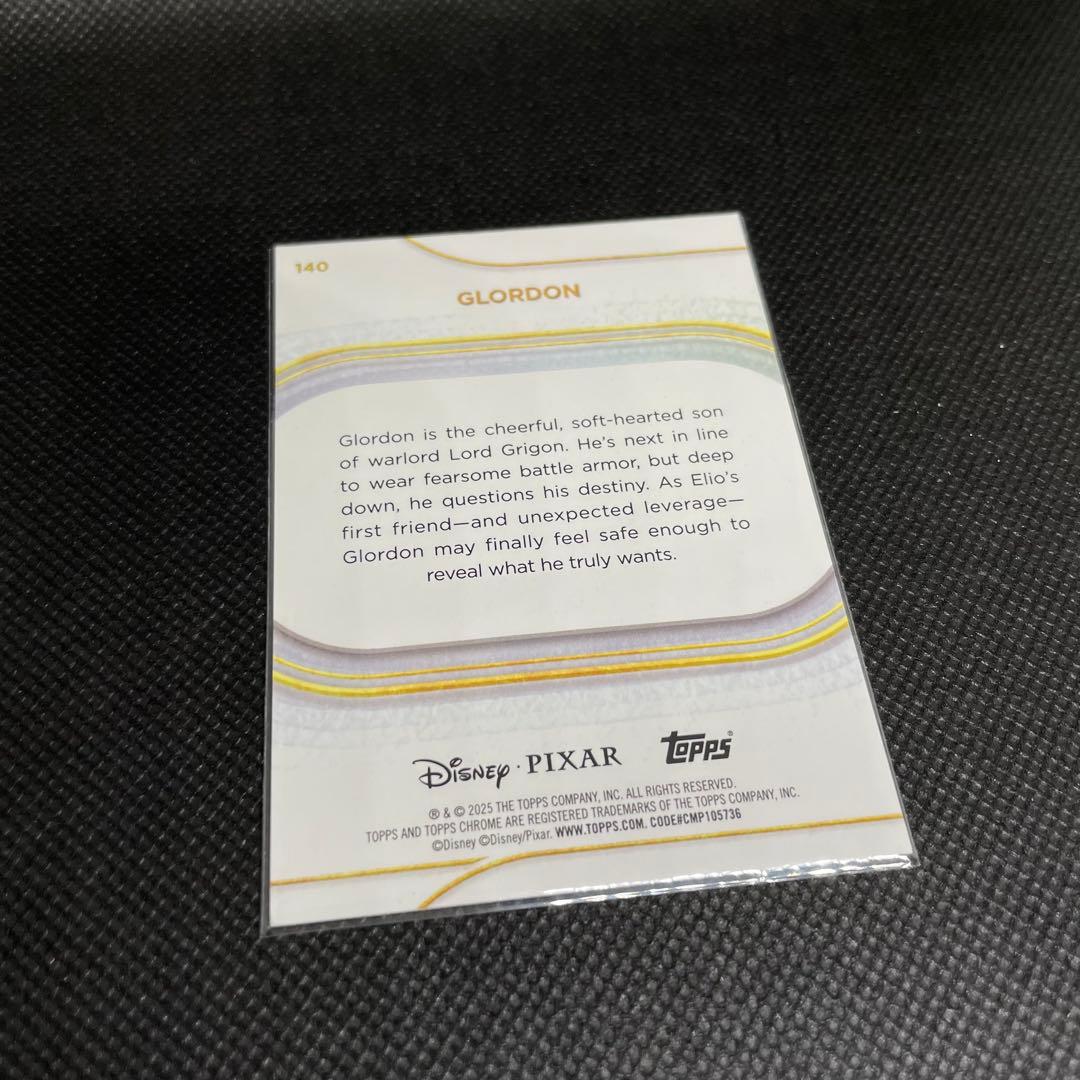 140
GLORDON
Glordon is the cheerful, soft-hearted son
of warlord Lord Grigon. He's next in line
to wear fearsome battle armor, but deep
down, he questions his destiny. As Elio's
first friend—and unexpected leverage—
Glordon may finally feel safe enough to
reveal what he truly wants.
Disney · PIXAR topps®
® & © 2025 THE TOPPS COMPANY, INC. ALL RIGHTS RESERVED.
TOPPS AND TOPPS CHROME ARE REGISTERED TRADEMARKS OF THE TOPPS COMPANY, INC.
©Disney ©Disney/Pixar. WWW.TOPPS.COM. CODE#CMP105736